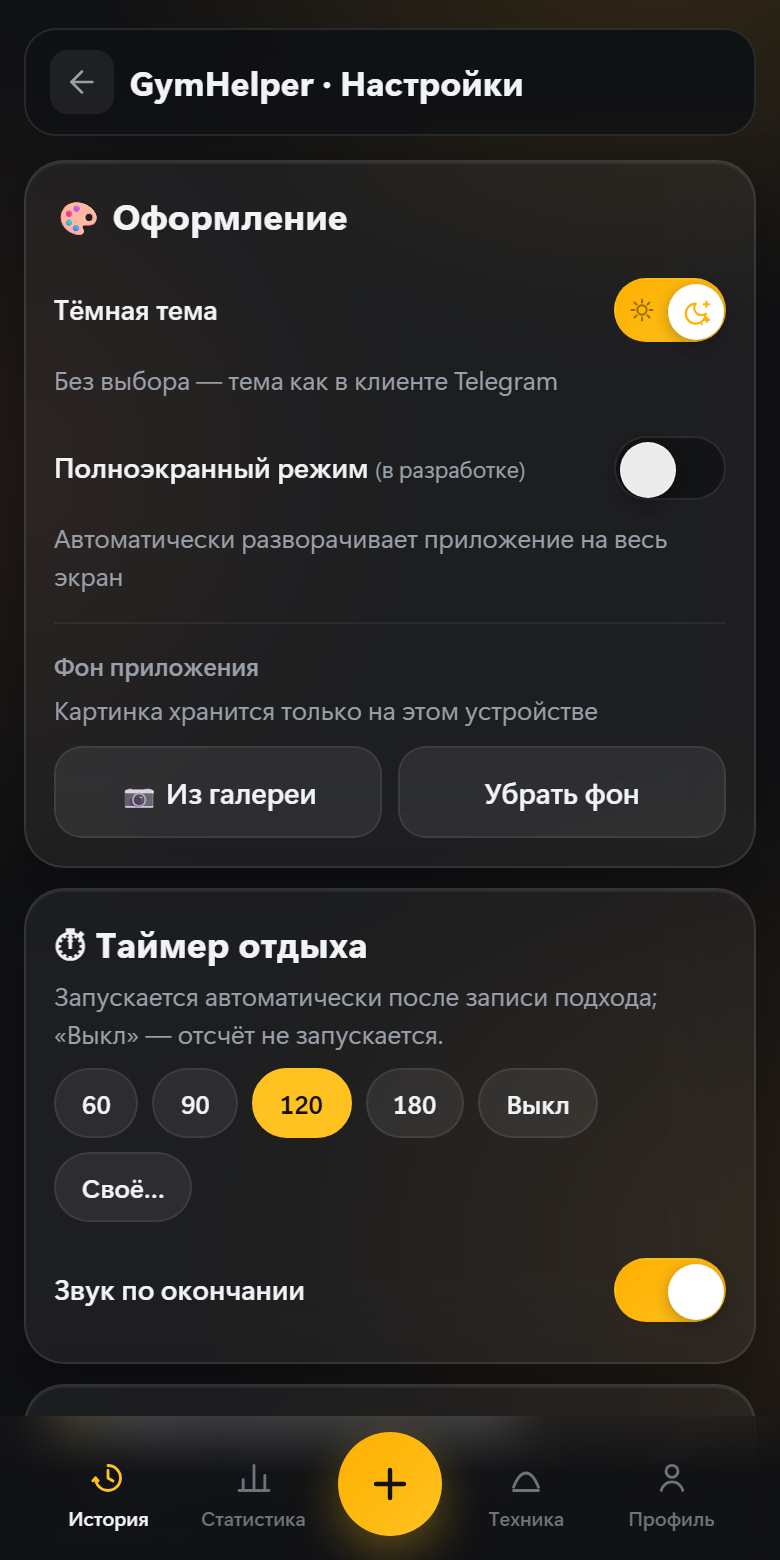 GymHelper · Настройки
🎨 Оформление
Тёмная тема
Без выбора — тема как в клиенте Telegram
Полноэкранный режим (в разработке)
Автоматически разворачивает приложение на весь
экран
Фон приложения
Картинка хранится только на этом устройстве
📷 Из галереи
Убрать фон
⏱ Таймер отдыха
Запускается автоматически после записи подхода;
«Выкл» — отсчёт не запускается.
60 90 120 180 Выкл
Своё...
Звук по окончании
История Статистика Техника Профиль